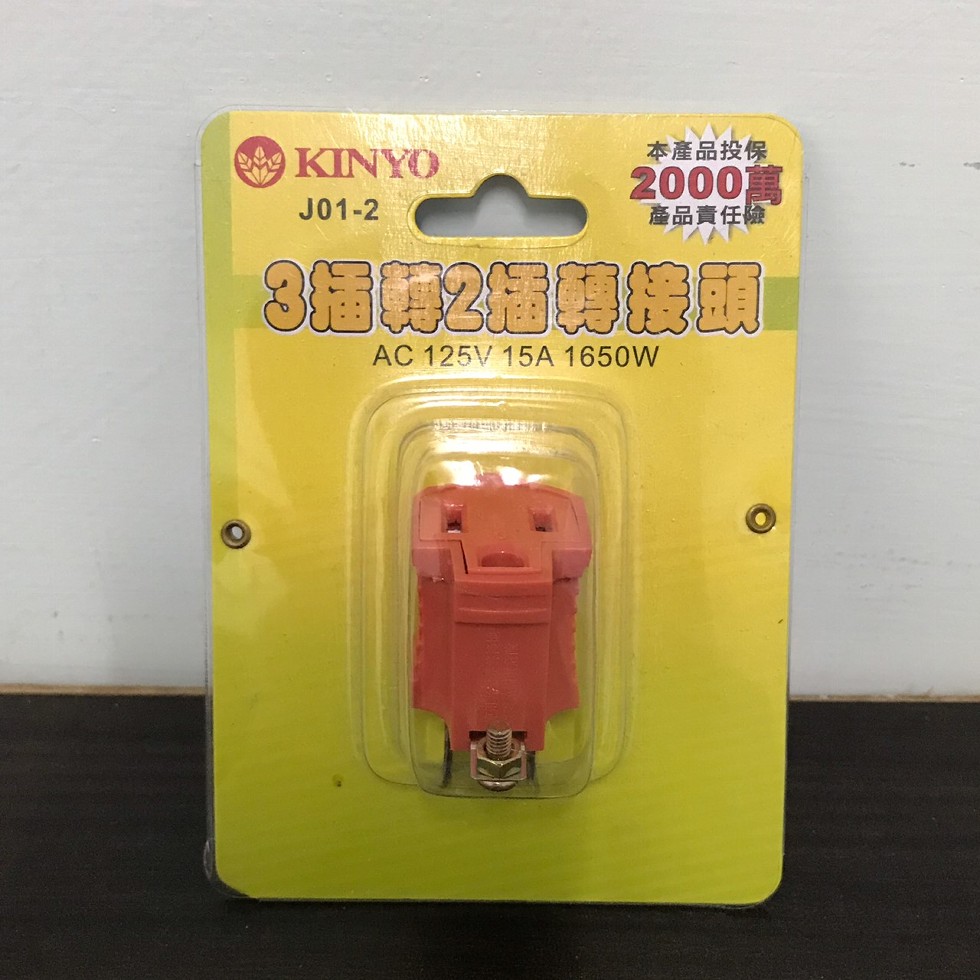 KINYO
J01-2
本產品投保
2000萬
產品責任險
3插轉2插轉接頭
AC 125V 15A 1650W